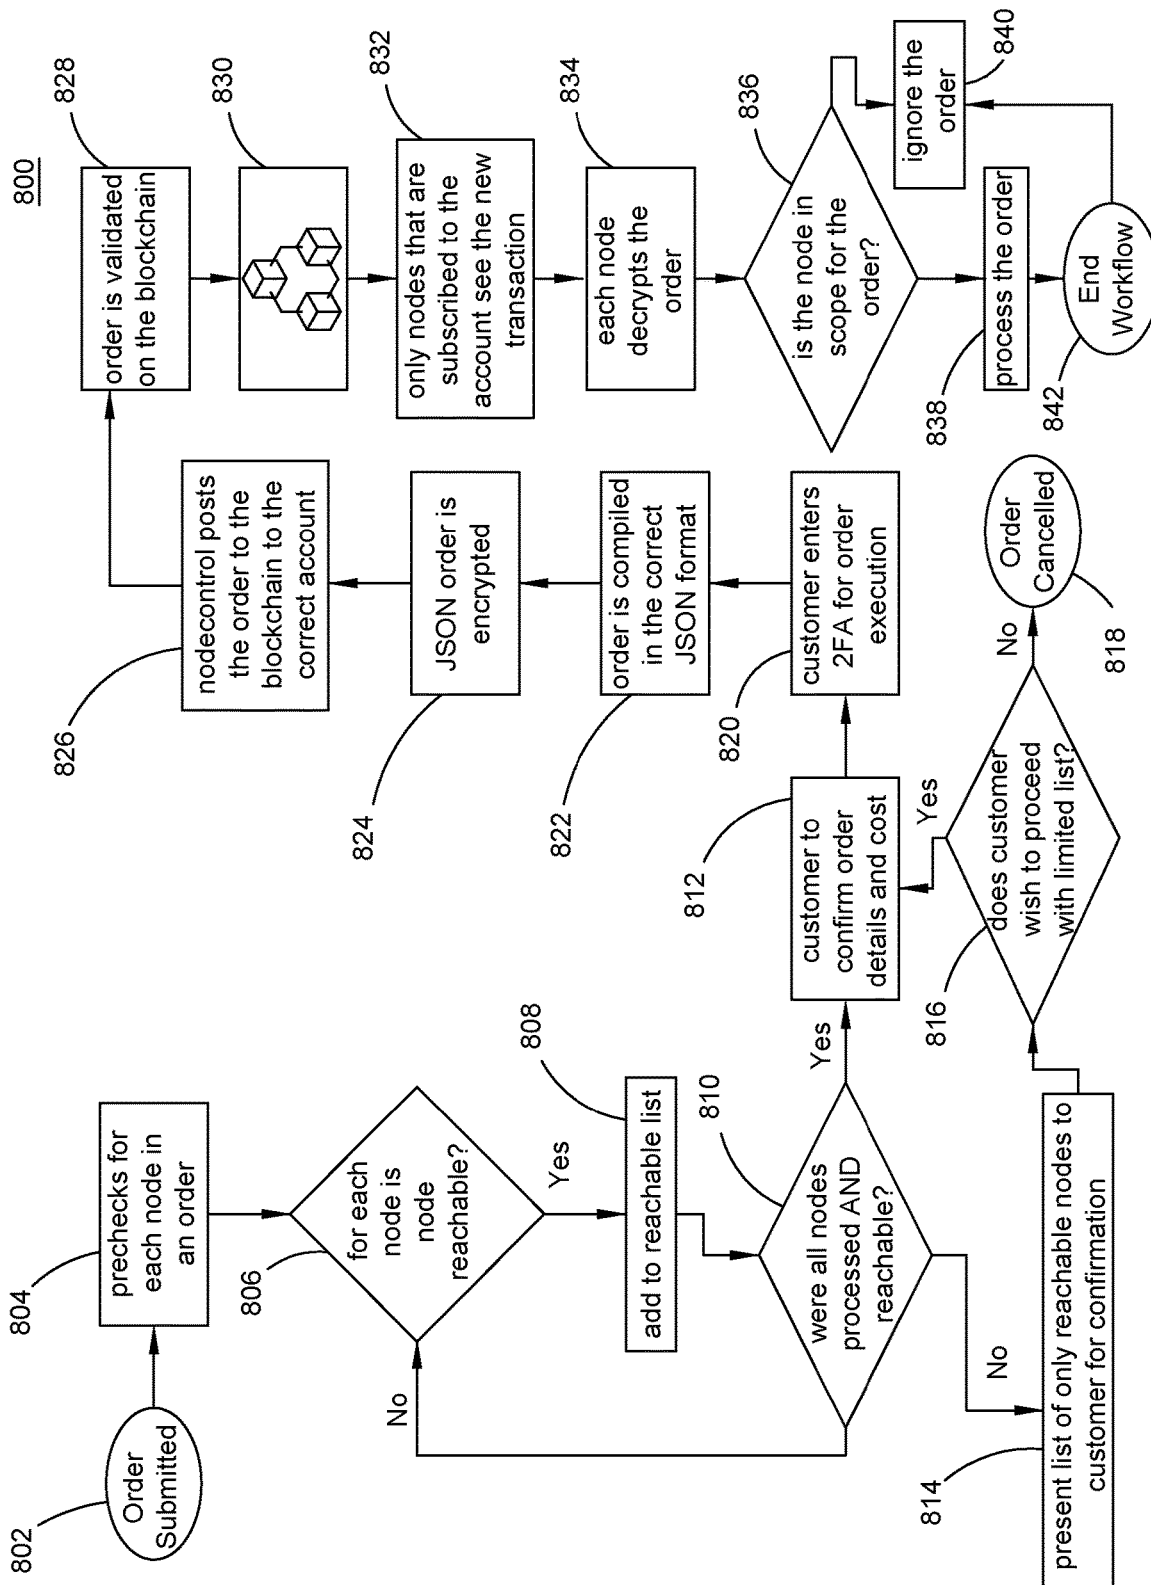 800
802
Order
Submitted
804
prechecks for
each node in
an order
806
for each
node is
node
reachable?
Yes
No
808
add to reachable list
810
were all nodes
processed AND
reachable?
Yes
No
812
customer to
confirm order
details and cost
814
present list of only reachable nodes to
customer for confirmation
816
does customer
wish to proceed
with limited list?
Yes
No
818
Order
Cancelled
820
customer enters
2FA for order
execution
822
order is compiled
in the correct
JSON format
824
JSON order is
encrypted
826
nodecontrol posts
the order to the
blockchain to the
correct account
828
order is validated
on the blockchain
830
832
only nodes that are
subscribed to the
account see the new
transaction
834
each node
decrypts the
order
836
is the node in
scope for the
order?
838
process the order
840
ignore the
order
842
End
Workflow